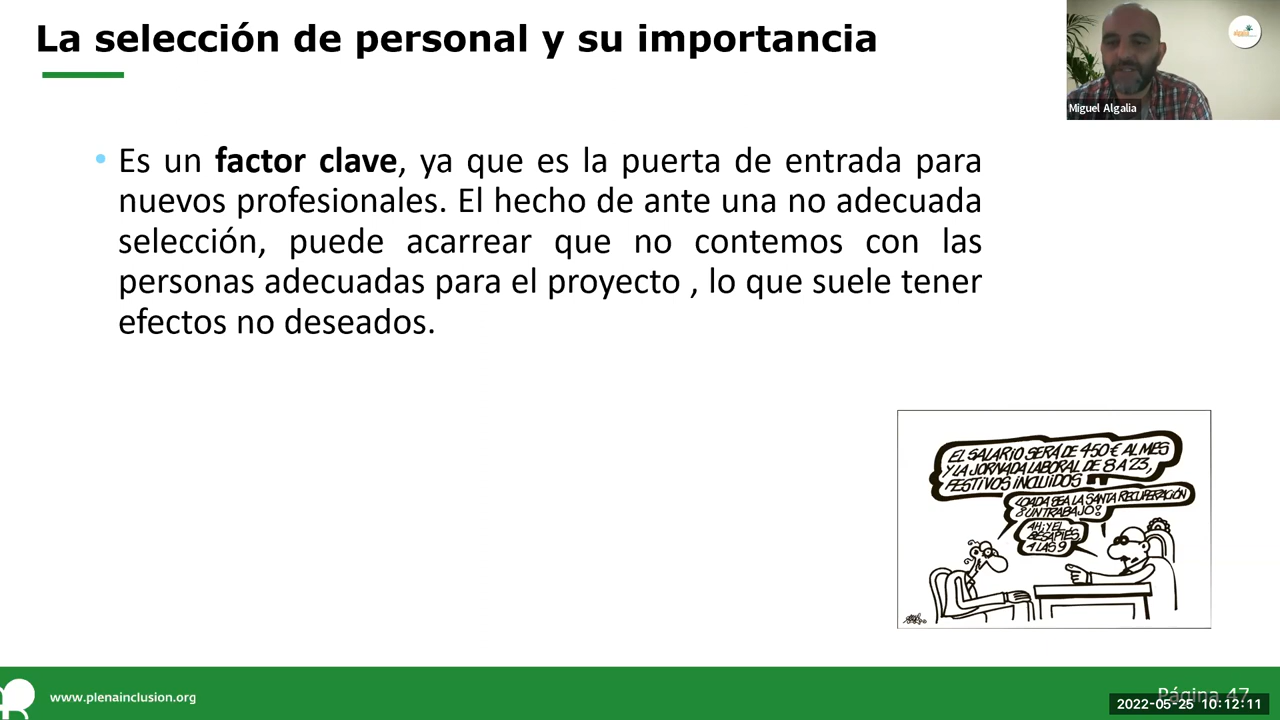 La selección de personal y su importancia
Miguel Algalia
• Es un factor clave, ya que es la puerta de entrada para
nuevos profesionales. El hecho de ante una no adecuada
selección, puede acarrear que no contemos con las
personas adecuadas para el proyecto , lo que suele tener
efectos no deseados.
EL SALARIO SERÁ DE 450 € AL MES
Y LA JORNADA LABORAL DE 8 A 23,
FESTIVOS INCLUIDOS
LA SANTA RECUPERACIÓN
UN TRABAJO?
AH, Y EL
BESAPIÉS,
A LAS 9
www.plenainclusion.org
Página 47
2022-05-25 10:12:11